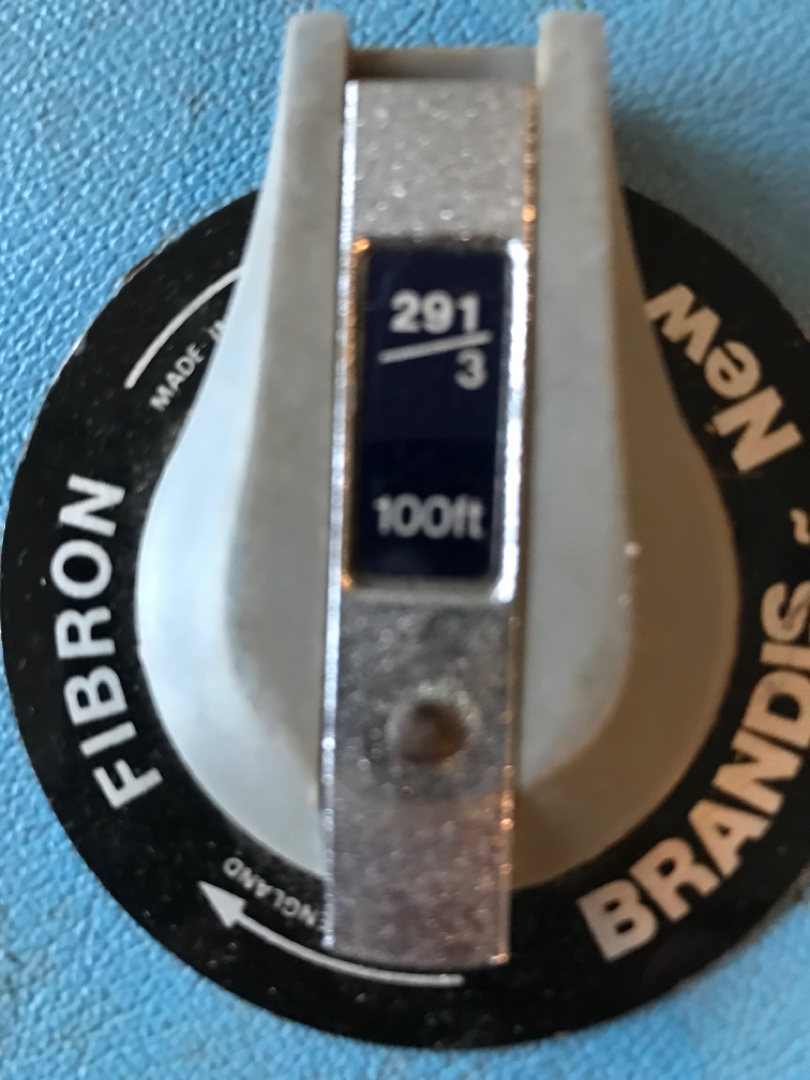 291
3
100ft
FIBRON
MADE IN
ENGLAND
BRANDIS - New